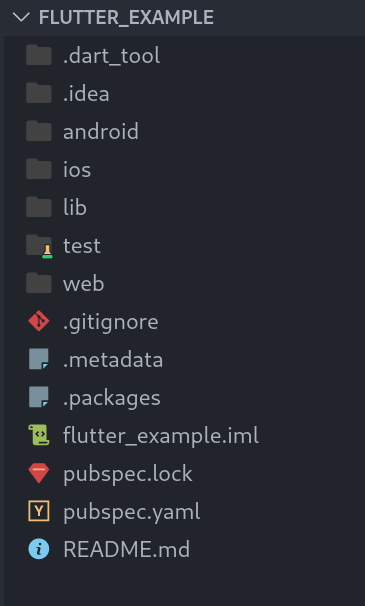 FLUTTER_EXAMPLE
.dart_tool
.idea
android
ios
lib
test
web
.gitignore
.metadata
.packages
flutter_example.iml
pubspec.lock
Y pubspec.yaml
README.md